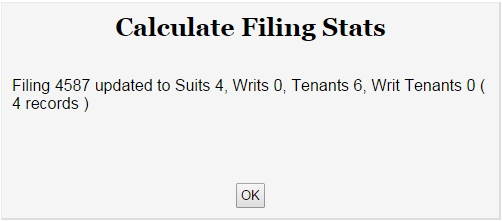 Calculate Filing Stats
Filing 4587 updated to Suits 4, Writs 0, Tenants 6, Writ Tenants 0 (
4 records )
OK